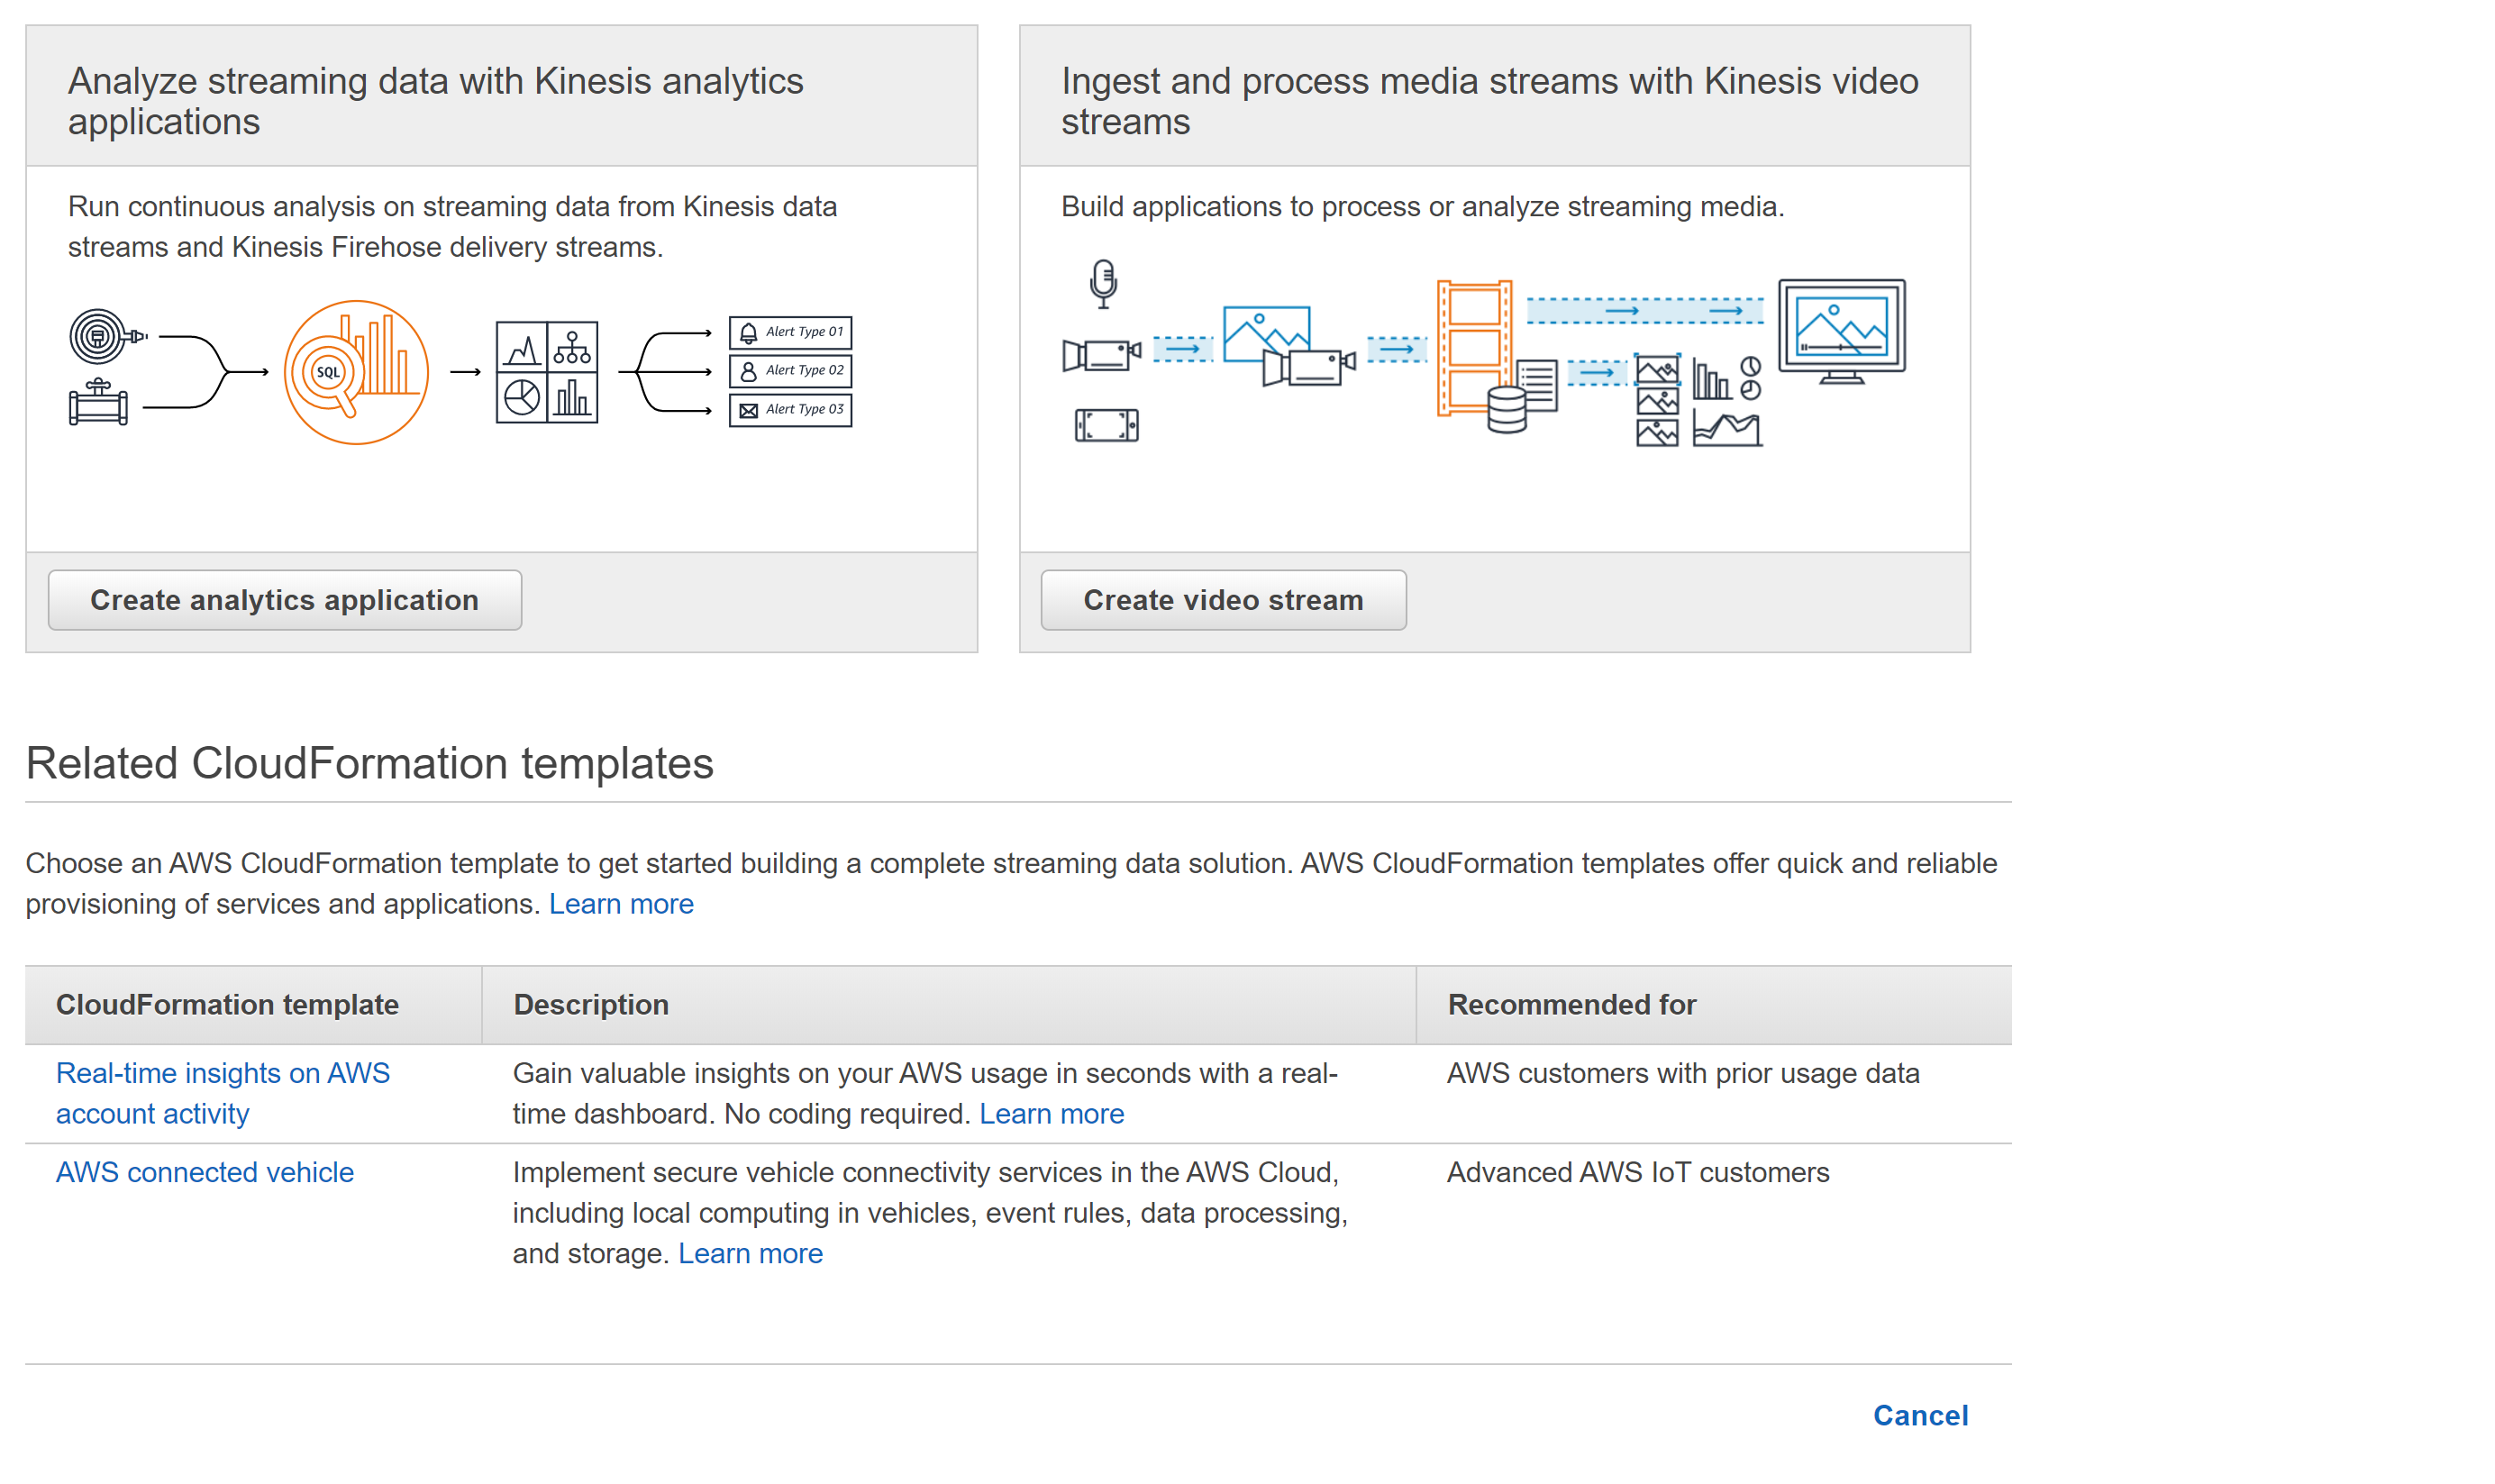 Analyze streaming data with Kinesis analytics
applications
Run continuous analysis on streaming data from Kinesis data
streams and Kinesis Firehose delivery streams.
SQL
Alert Type 01
Alert Type 02
Alert Type 03
Create analytics application
Ingest and process media streams with Kinesis video
streams
Build applications to process or analyze streaming media.
Create video stream
Related CloudFormation templates
Choose an AWS CloudFormation template to get started building a complete streaming data solution. AWS CloudFormation templates offer quick and reliable
provisioning of services and applications. Learn more
CloudFormation template
Description
Recommended for
Real-time insights on AWS
account activity
Gain valuable insights on your AWS usage in seconds with a real-
time dashboard. No coding required. Learn more
AWS customers with prior usage data
AWS connected vehicle
Implement secure vehicle connectivity services in the AWS Cloud,
including local computing in vehicles, event rules, data processing,
and storage. Learn more
Advanced AWS IoT customers
Cancel